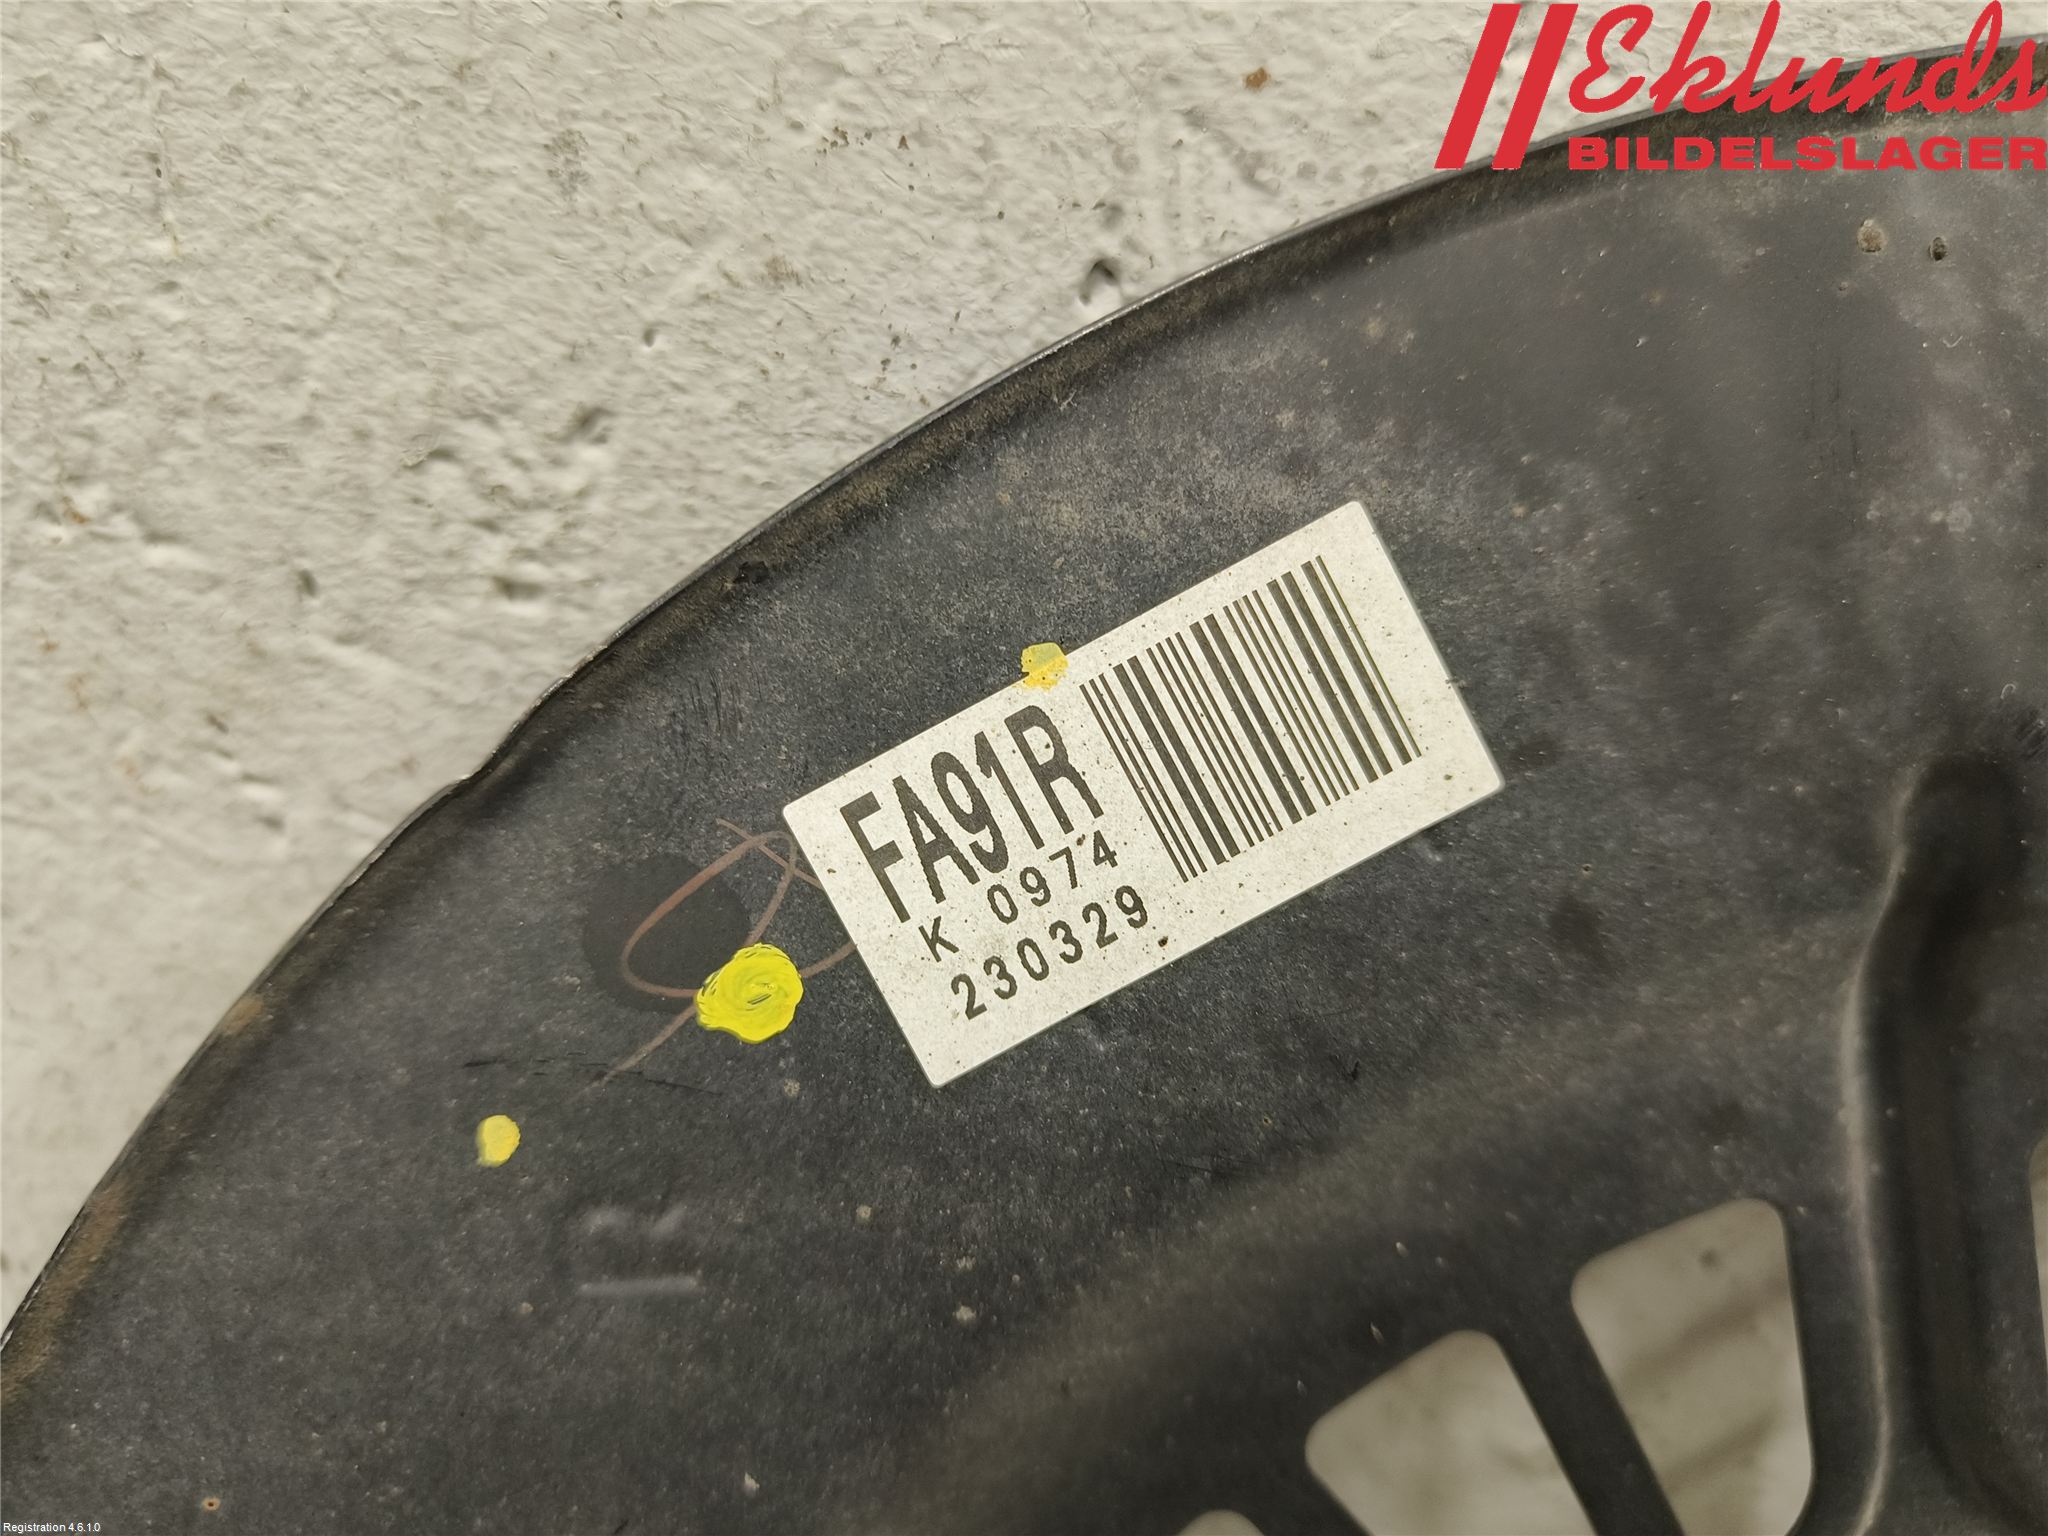 Eklunds
BILDELSLAGER
FA91R
K 0974
230329
R
Registration 4.6.1.0